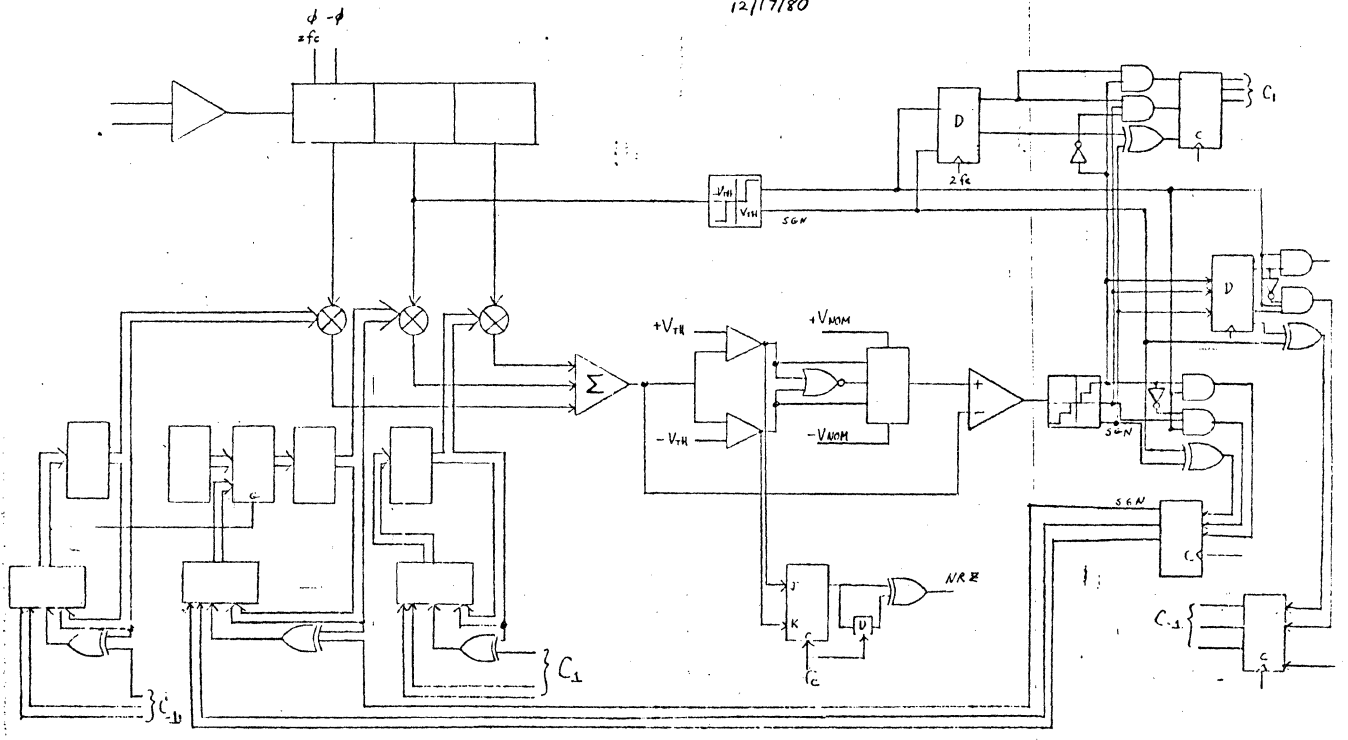 12/17/80
ϕ -ϕ
2fc
C1
D
C
2fc
-VTH
VTH
SGN
D
+VTH
+VNOM
Σ
+
-
-VTH
-VNOM
SGN
C
SGN
C
J
NRZ
K
D
C
fc
C-1
C
C1
C-1